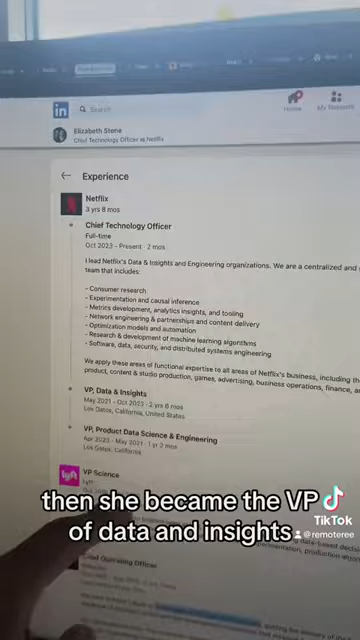 in
Search
Home
My Network
Elizabeth Stone
Chief Technology Officer at Netflix
Experience
Netflix
3 yrs 8 mos
Chief Technology Officer
Full-time
Oct 2023 - Present · 2 mos
I lead Netflix's Data & Insights and Engineering organizations. We are a centralized and
team that includes:
- Consumer research
- Experimentation and causal inference
- Metrics development, analytics insights, and tooling
- Network engineering & partnerships and content delivery
- Optimization models and automation
- Research & development of machine learning algorithms
- Software, data, security, and distributed systems engineering
We apply these areas of functional expertise to all areas of Netflix's business, including
product, content & studio production, games, advertising, business operations, finance,
VP, Data & Insights
May 2021 - Oct 2023 · 2 yrs 6 mos
Los Gatos, California, United States
VP, Product Data Science & Engineering
Apr 2020 - May 2021 · 1 yr 2 mos
Los Gatos, California
lyft
VP Science
Lyft
then she became the VP
of data and insights
TikTok
@remoteree
Operating Officer